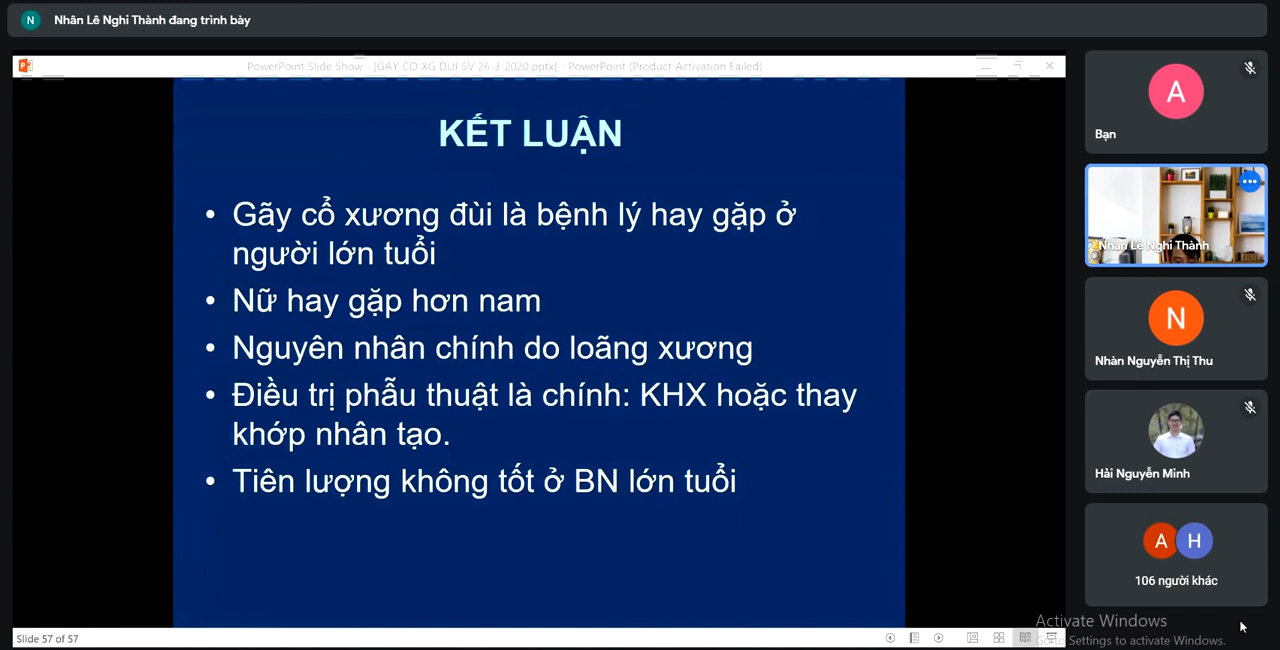 N
Nhân Lê Nghi Thành đang trình bày
PowerPoint Slide Show - [GAY CO XG DUI SV 26-3-2020.pptx] - PowerPoint (Product Activation Failed)
KẾT LUẬN
• Gãy cổ xương đùi là bệnh lý hay gặp ở
người lớn tuổi
• Nữ hay gặp hơn nam
• Nguyên nhân chính do loãng xương
• Điều trị phẫu thuật là chính: KHX hoặc thay
khớp nhân tạo.
• Tiên lượng không tốt ở BN lớn tuổi
Slide 57 of 57
A
Bạn
Nhân Lê Nghi Thành
N
Nhàn Nguyễn Thị Thu
Hải Nguyễn Minh
A H
106 người khác
Activate Windows
Go to Settings to activate Windows.